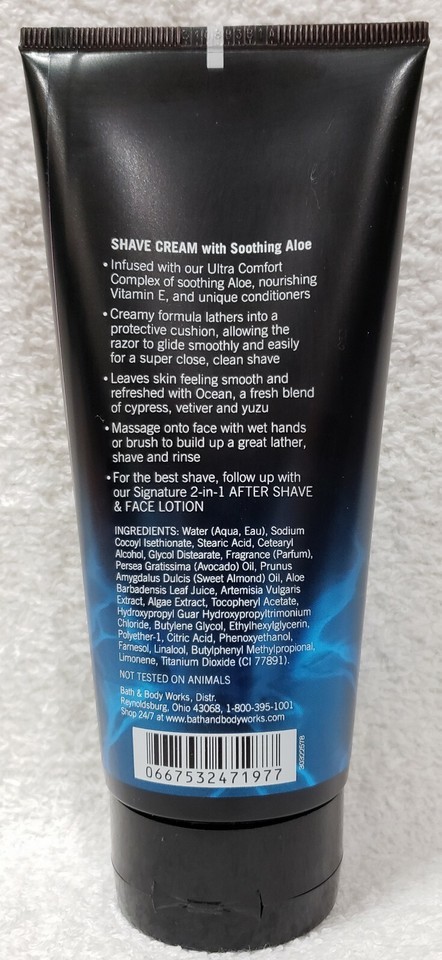 SHAVE CREAM with Soothing Aloe
• Infused with our Ultra Comfort
Complex of soothing Aloe, nourishing
Vitamin E, and unique conditioners
• Creamy formula lathers into a
protective cushion, allowing the
razor to glide smoothly and easily
for a super close, clean shave
• Leaves skin feeling smooth and
refreshed with Ocean, a fresh blend
of cypress, vetiver and yuzu
• Massage onto face with wet hands
or brush to build up a great lather,
shave and rinse
• For the best shave, follow up with
our Signature 2-in-1 AFTER SHAVE
& FACE LOTION
INGREDIENTS: Water (Aqua, Eau), Sodium
Cocoyl Isethionate, Stearic Acid, Cetearyl
Alcohol, Glycol Distearate, Fragrance (Parfum),
Persea Gratissima (Avocado) Oil, Prunus
Amygdalus Dulcis (Sweet Almond) Oil, Aloe
Barbadensis Leaf Juice, Artemisia Vulgaris
Extract, Algae Extract, Tocopheryl Acetate,
Hydroxypropyl Guar Hydroxypropyltrimonium
Chloride, Butylene Glycol, Ethylhexylglycerin,
Polyether-1, Citric Acid, Phenoxyethanol,
Farnesol, Linalool, Butylphenyl Methylpropional,
Limonene, Titanium Dioxide (CI 77891).
NOT TESTED ON ANIMALS
Bath & Body Works, Distr.
Reynoldsburg, Ohio 43068, 1-800-395-1001
Shop 24/7 at www.bathandbodyworks.com
30322578
0667532471977